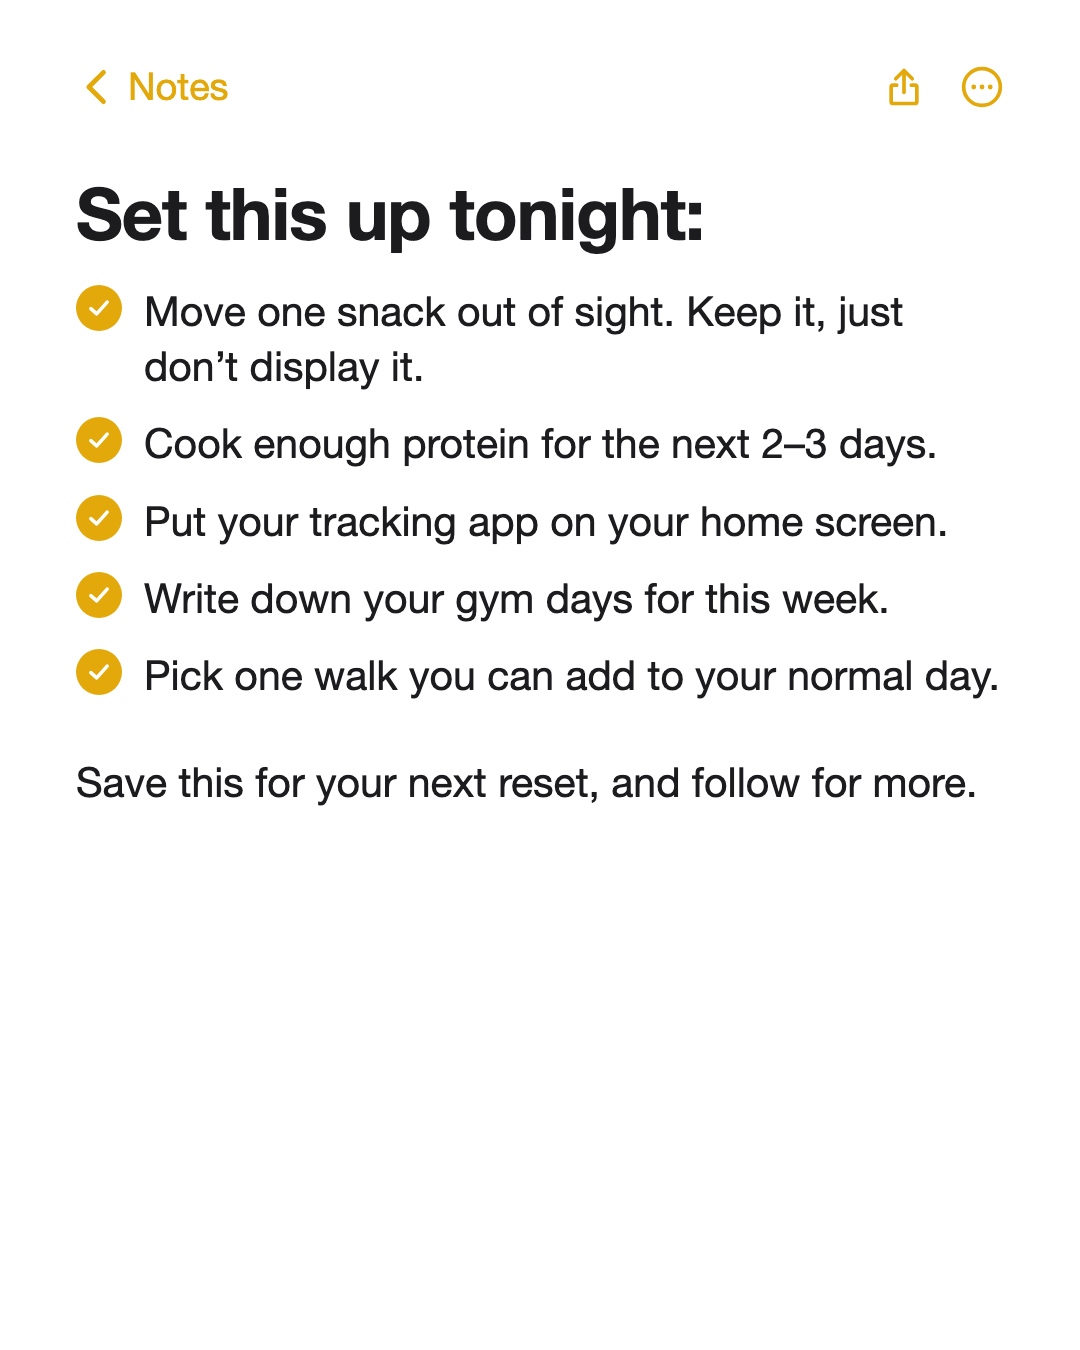 Notes
Set this up tonight:
Move one snack out of sight. Keep it, just
don’t display it.
Cook enough protein for the next 2–3 days.
Put your tracking app on your home screen.
Write down your gym days for this week.
Pick one walk you can add to your normal day.
Save this for your next reset, and follow for more.